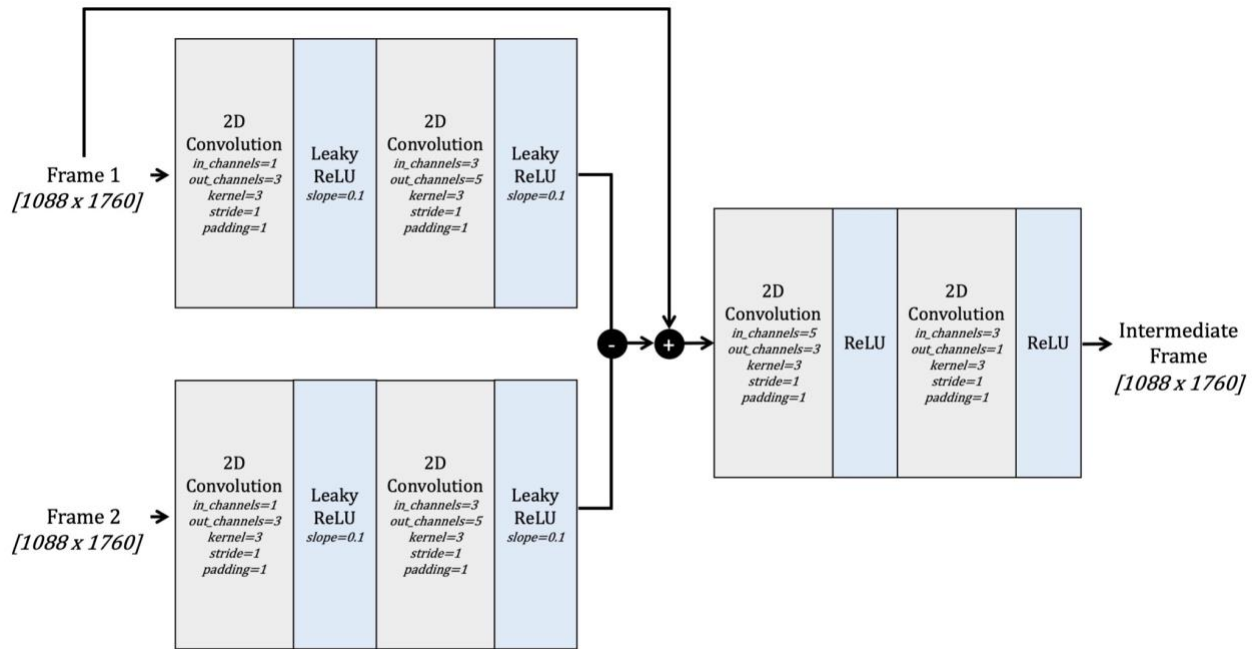 Frame 1
[1088 x 1760]
2D
Convolution
in_channels=1
out_channels=3
kernel=3
stride=1
padding=1
Leaky
ReLU
slope=0.1
2D
Convolution
in_channels=3
out_channels=5
kernel=3
stride=1
padding=1
Leaky
ReLU
slope=0.1
Frame 2
[1088 x 1760]
2D
Convolution
in_channels=1
out_channels=3
kernel=3
stride=1
padding=1
Leaky
ReLU
slope=0.1
2D
Convolution
in_channels=3
out_channels=5
kernel=3
stride=1
padding=1
Leaky
ReLU
slope=0.1
-
+
2D
Convolution
in_channels=5
out_channels=3
kernel=3
stride=1
padding=1
ReLU
2D
Convolution
in_channels=3
out_channels=1
kernel=3
stride=1
padding=1
ReLU
Intermediate
Frame
[1088 x 1760]